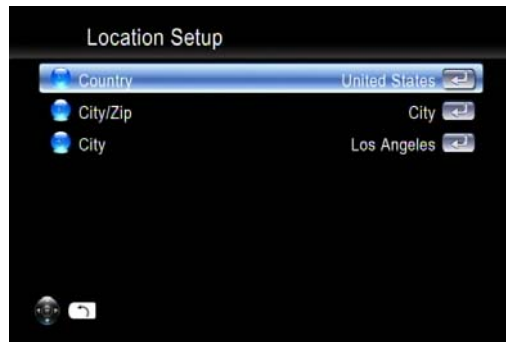 Location Setup
Country United States
City/Zip City
City Los Angeles